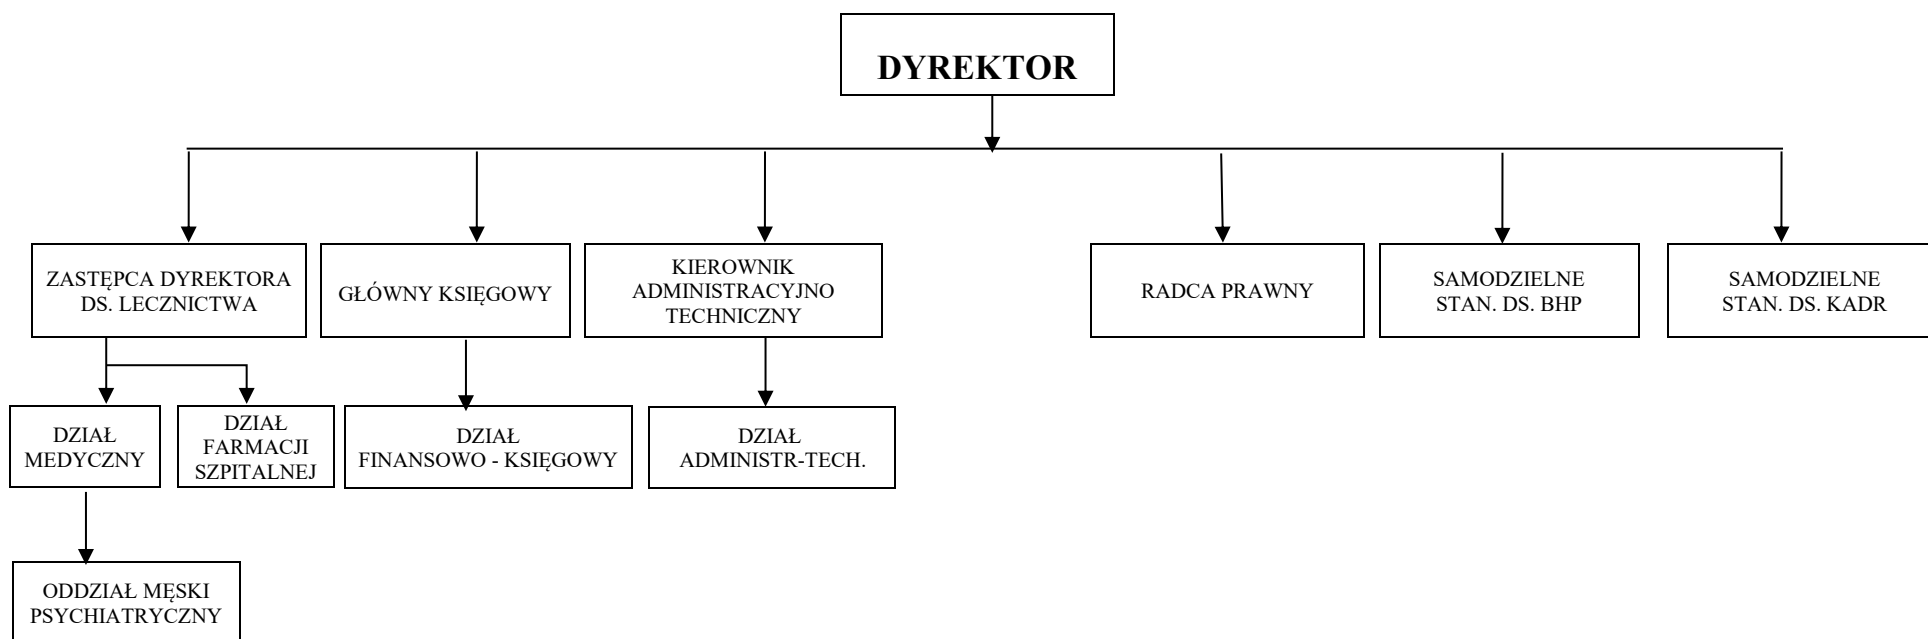 DYREKTOR
ZASTĘPCA DYREKTORA
DS. LECZNICTWA
GŁÓWNY KSIĘGOWY
KIEROWNIK
ADMINISTRACYJNO
TECHNICZNY
RADCA PRAWNY
SAMODZIELNE
STAN. DS. BHP
SAMODZIELNE
STAN. DS. KADR
DZIAŁ
MEDYCZNY
DZIAŁ
FARMACJI
SZPITALNEJ
DZIAŁ
FINANSOWO - KSIĘGOWY
DZIAŁ
ADMINISTR-TECH.
ODDZIAŁ MĘSKI
PSYCHIATRYCZNY